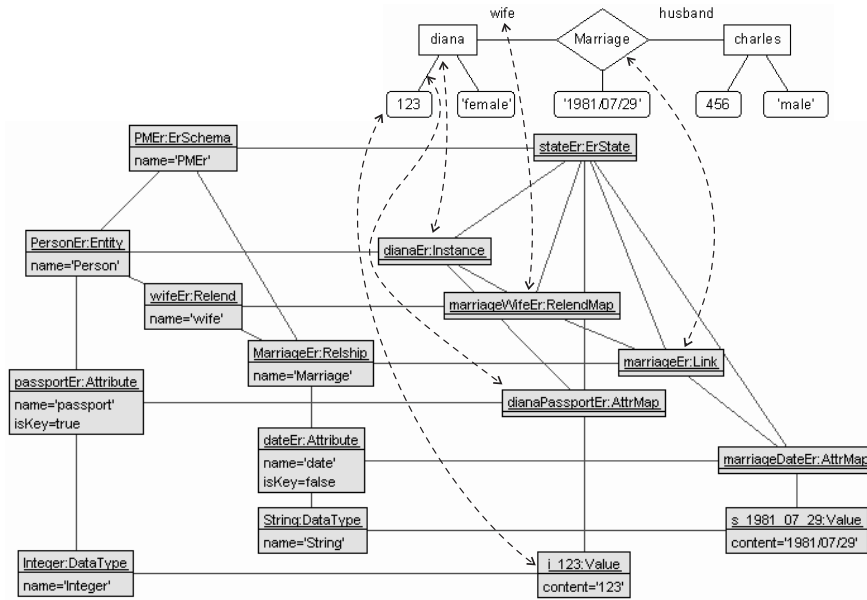 wife
husband
diana
Marriage
charles
123
'female'
'1981/07/29'
456
'male'
PMEr:ErSchema
name='PMEr'
stateEr:ErState
PersonEr:Entity
name='Person'
dianaEr:Instance
wifeEr:Relend
name='wife'
marriageWifeEr:RelendMap
MarriageEr:Relship
name='Marriage'
marriageEr:Link
passportEr:Attribute
name='passport'
isKey=true
dianaPassportEr:AttrMap
dateEr:Attribute
name='date'
isKey=false
marriageDateEr:AttrMap
String:DataType
name='String'
s_1981_07_29:Value
content='1981/07/29'
Integer:DataType
name='Integer'
i_123:Value
content='123'